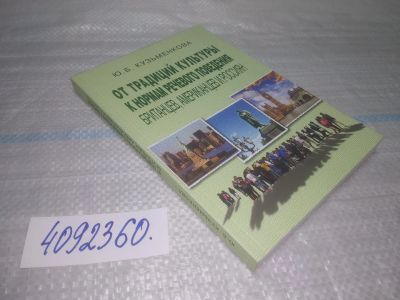 Ю. Б. КУЗЬМЕНКОВА
ОТ ТРАДИЦИЙ КУЛЬТУРЫ
К НОРМАМ РЕЧЕВОГО ПОВЕДЕНИЯ
БРИТАНЦЕВ, АМЕРИКАНЦЕВ И РОССИЯН
4092360.